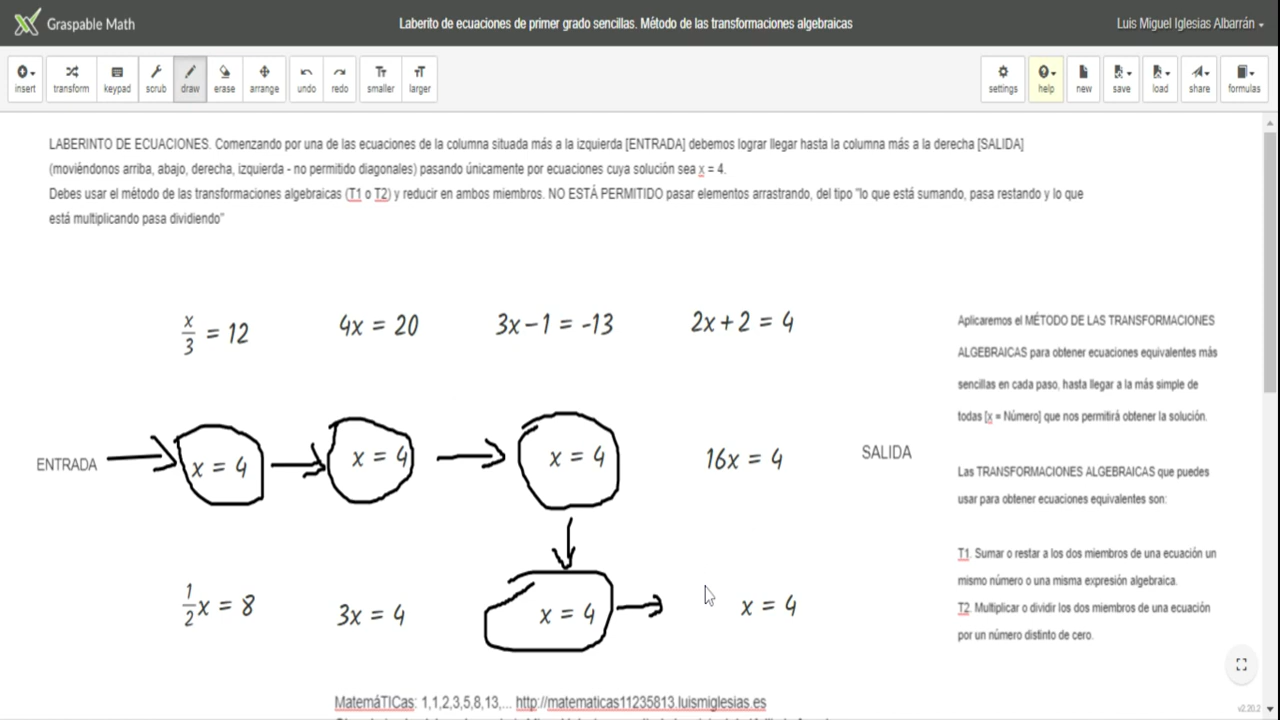 Graspable Math
Laberito de ecuaciones de primer grado sencillas. Método de las transformaciones algebraicas
Luis Miguel Iglesias Albarrán
insert transform keypad scrub draw erase arrange undo redo smaller larger settings help new save load share formulas
LABERINTO DE ECUACIONES. Comenzando por una de las ecuaciones de la columna situada más a la izquierda [ENTRADA] debemos lograr llegar hasta la columna más a la derecha [SALIDA]
(moviéndonos arriba, abajo, derecha, izquierda - no permitido diagonales) pasando únicamente por ecuaciones cuya solución sea x = 4.
Debes usar el método de las transformaciones algebraicas (T1 o T2) y reducir en ambos miembros. NO ESTÁ PERMITIDO pasar elementos arrastrando, del tipo "lo que está sumando, pasa restando y lo que
está multiplicando pasa dividiendo"
x/3 = 12
4x = 20
3x-1 = -13
2x+2 = 4
ENTRADA
x = 4
x = 4
x = 4
16x = 4
SALIDA
1/2x = 8
3x = 4
x = 4
x = 4
Aplicaremos el MÉTODO DE LAS TRANSFORMACIONES
ALGEBRAICAS para obtener ecuaciones equivalentes más
sencillas en cada paso, hasta llegar a la más simple de
todas [x = Número] que nos permitirá obtener la solución.
Las TRANSFORMACIONES ALGEBRAICAS que puedes
usar para obtener ecuaciones equivalentes son:
T1. Sumar o restar a los dos miembros de una ecuación un
mismo número o una misma expresión algebraica.
T2. Multiplicar o dividir los dos miembros de una ecuación
por un número distinto de cero.
MatemáTICas: 1,1,2,3,5,8,13,... http://matematicas11235813.luismiglesias.es
v2.20.2